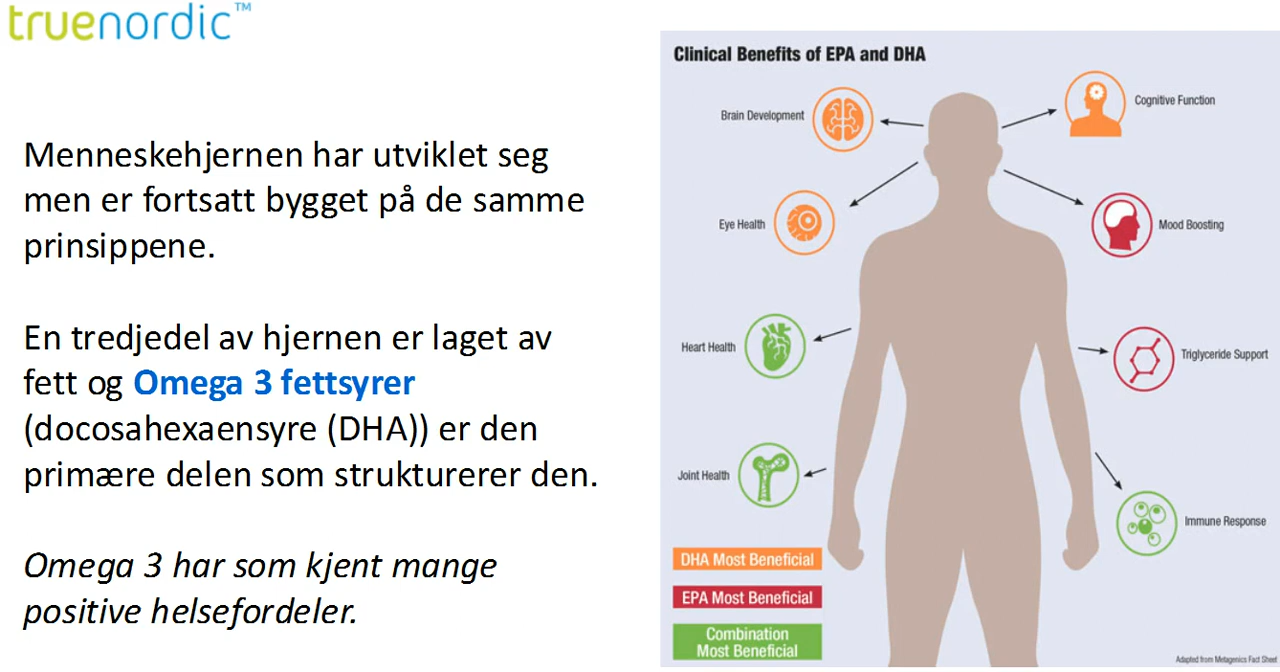 truenordic™
Menneskehjernen har utviklet seg
men er fortsatt bygget på de samme
prinsippene.
En tredjedel av hjernen er laget av
fett og Omega 3 fettsyrer
(docosahexaensyre (DHA)) er den
primære delen som strukturerer den.
Omega 3 har som kjent mange
positive helsefordeler.
Clinical Benefits of EPA and DHA
Brain Development
Cognitive Function
Eye Health
Mood Boosting
Heart Health
Triglyceride Support
Joint Health
Immune Response
DHA Most Beneficial
EPA Most Beneficial
Combination
Most Beneficial
Adapted from Metagenics Fact Sheet